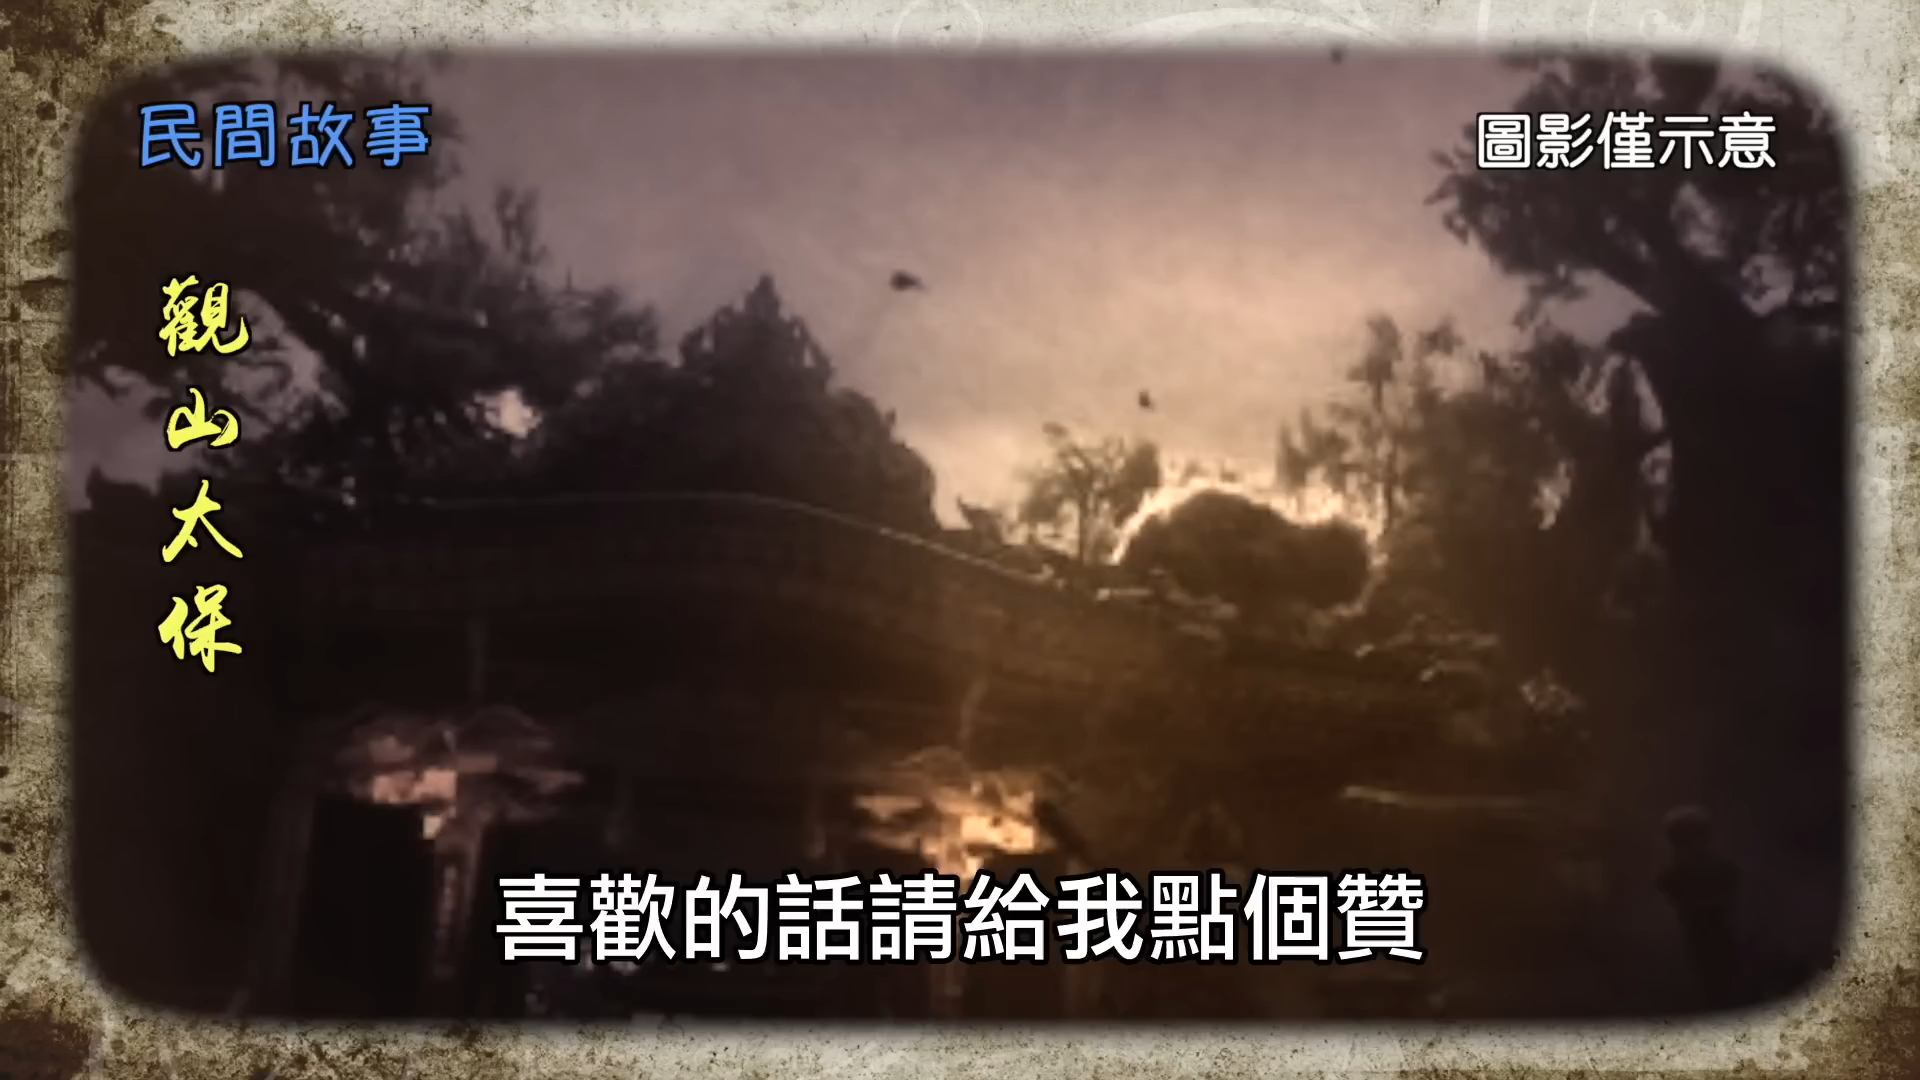 民間故事
圖影僅示意
觀山太保
喜歡的話請給我點個贊